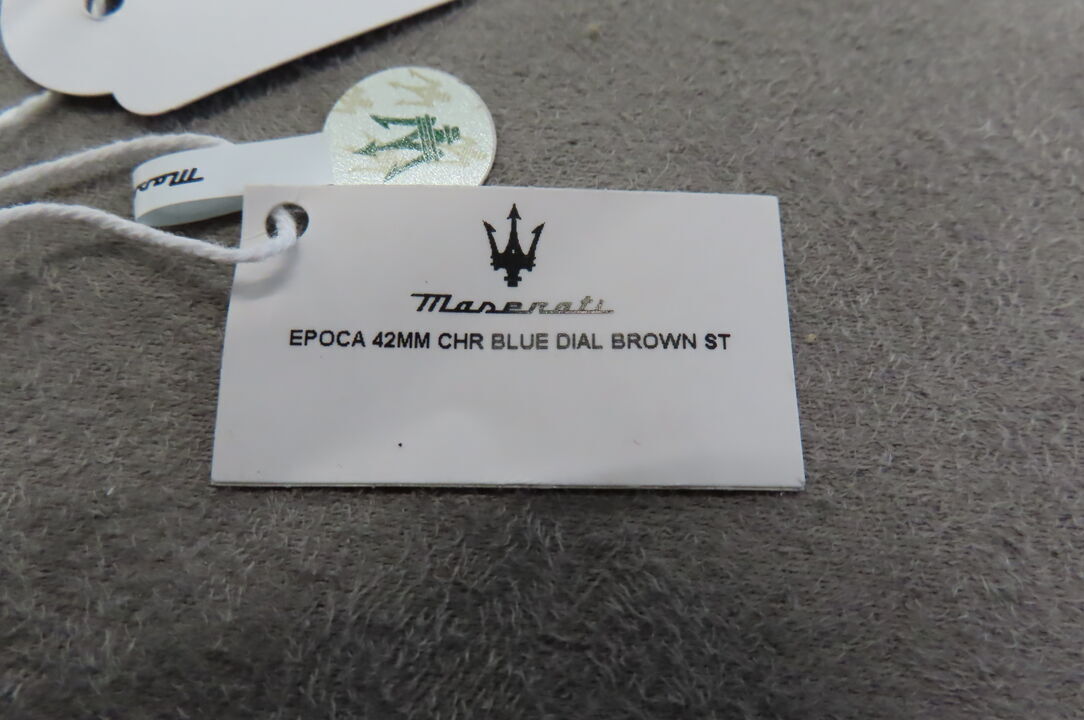 Maserati
EPOCA 42MM CHR BLUE DIAL BROWN ST